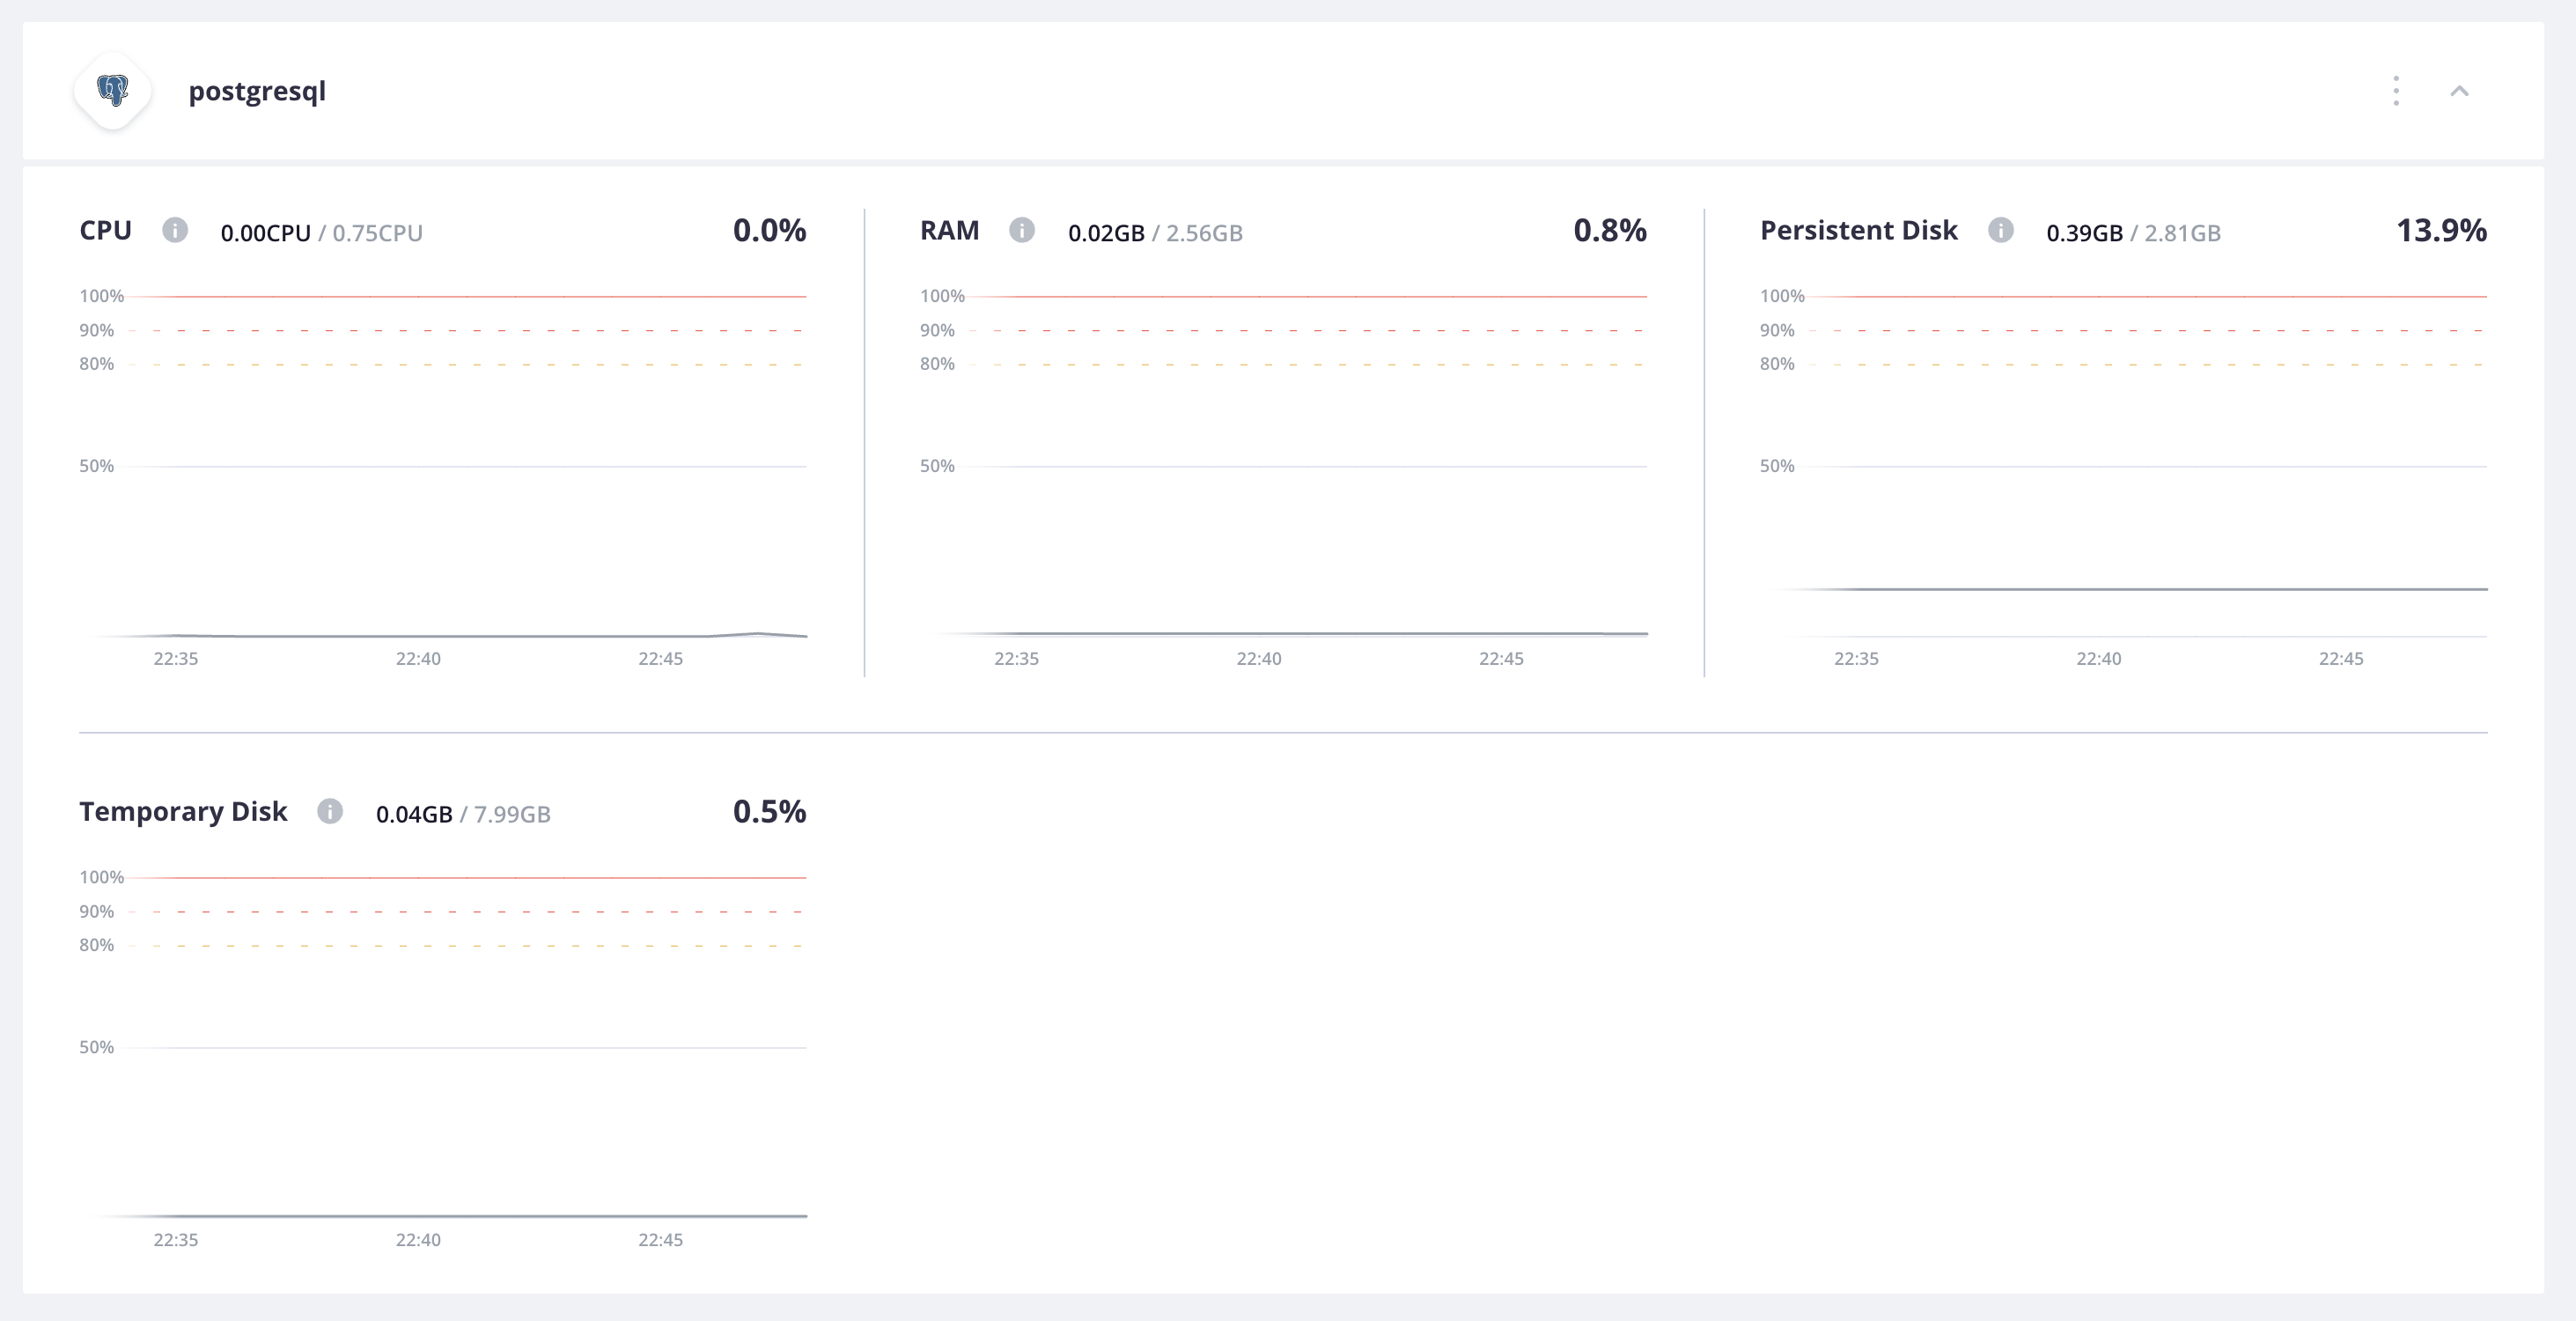 postgresql
CPU 0.00CPU / 0.75CPU 0.0%
100%
90%
80%
50%
22:35 22:40 22:45
RAM 0.02GB / 2.56GB 0.8%
100%
90%
80%
50%
22:35 22:40 22:45
Persistent Disk 0.39GB / 2.81GB 13.9%
100%
90%
80%
50%
22:35 22:40 22:45
Temporary Disk 0.04GB / 7.99GB 0.5%
100%
90%
80%
50%
22:35 22:40 22:45